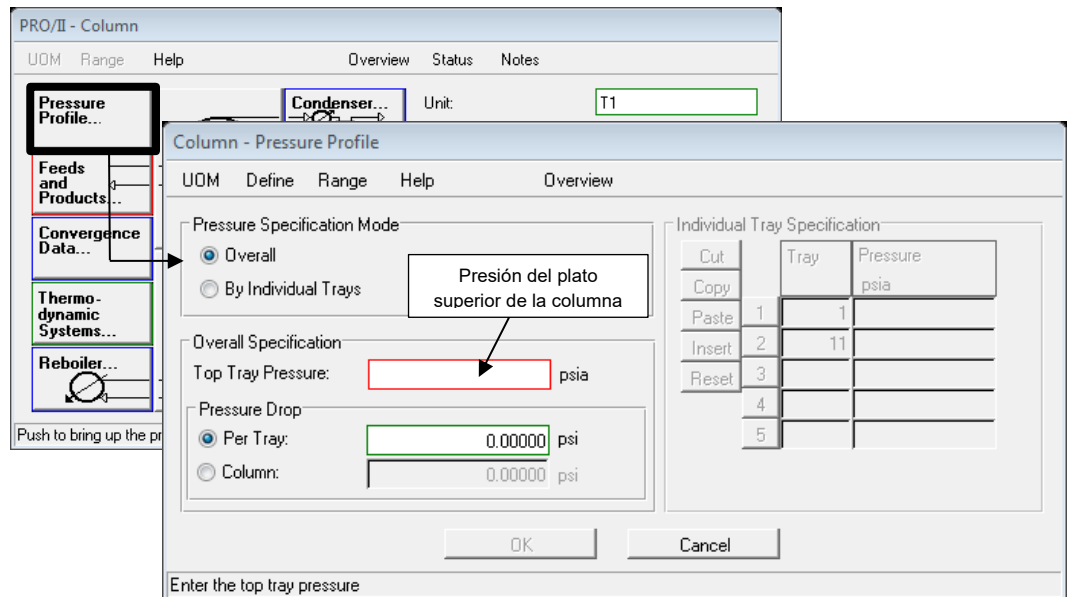 PRO/II - Column
UOM Range Help Overview Status Notes
Pressure
Profile...
Condenser...
Unit:
T1
Feeds
and
Products...
Convergence
Data...
Thermo-
dynamic
Systems...
Reboiler...
Push to bring up the pr
Column - Pressure Profile
UOM Define Range Help Overview
Pressure Specification Mode
Overall
By Individual Trays
Presión del plato
superior de la columna
Overall Specification
Top Tray Pressure: psia
Pressure Drop
Per Tray: 0.00000 psi
Column: 0.00000 psi
Individual Tray Specification
Cut
Copy
Paste
Insert
Reset
Tray Pressure
psia
1 1
2 11
3
4
5
OK Cancel
Enter the top tray pressure